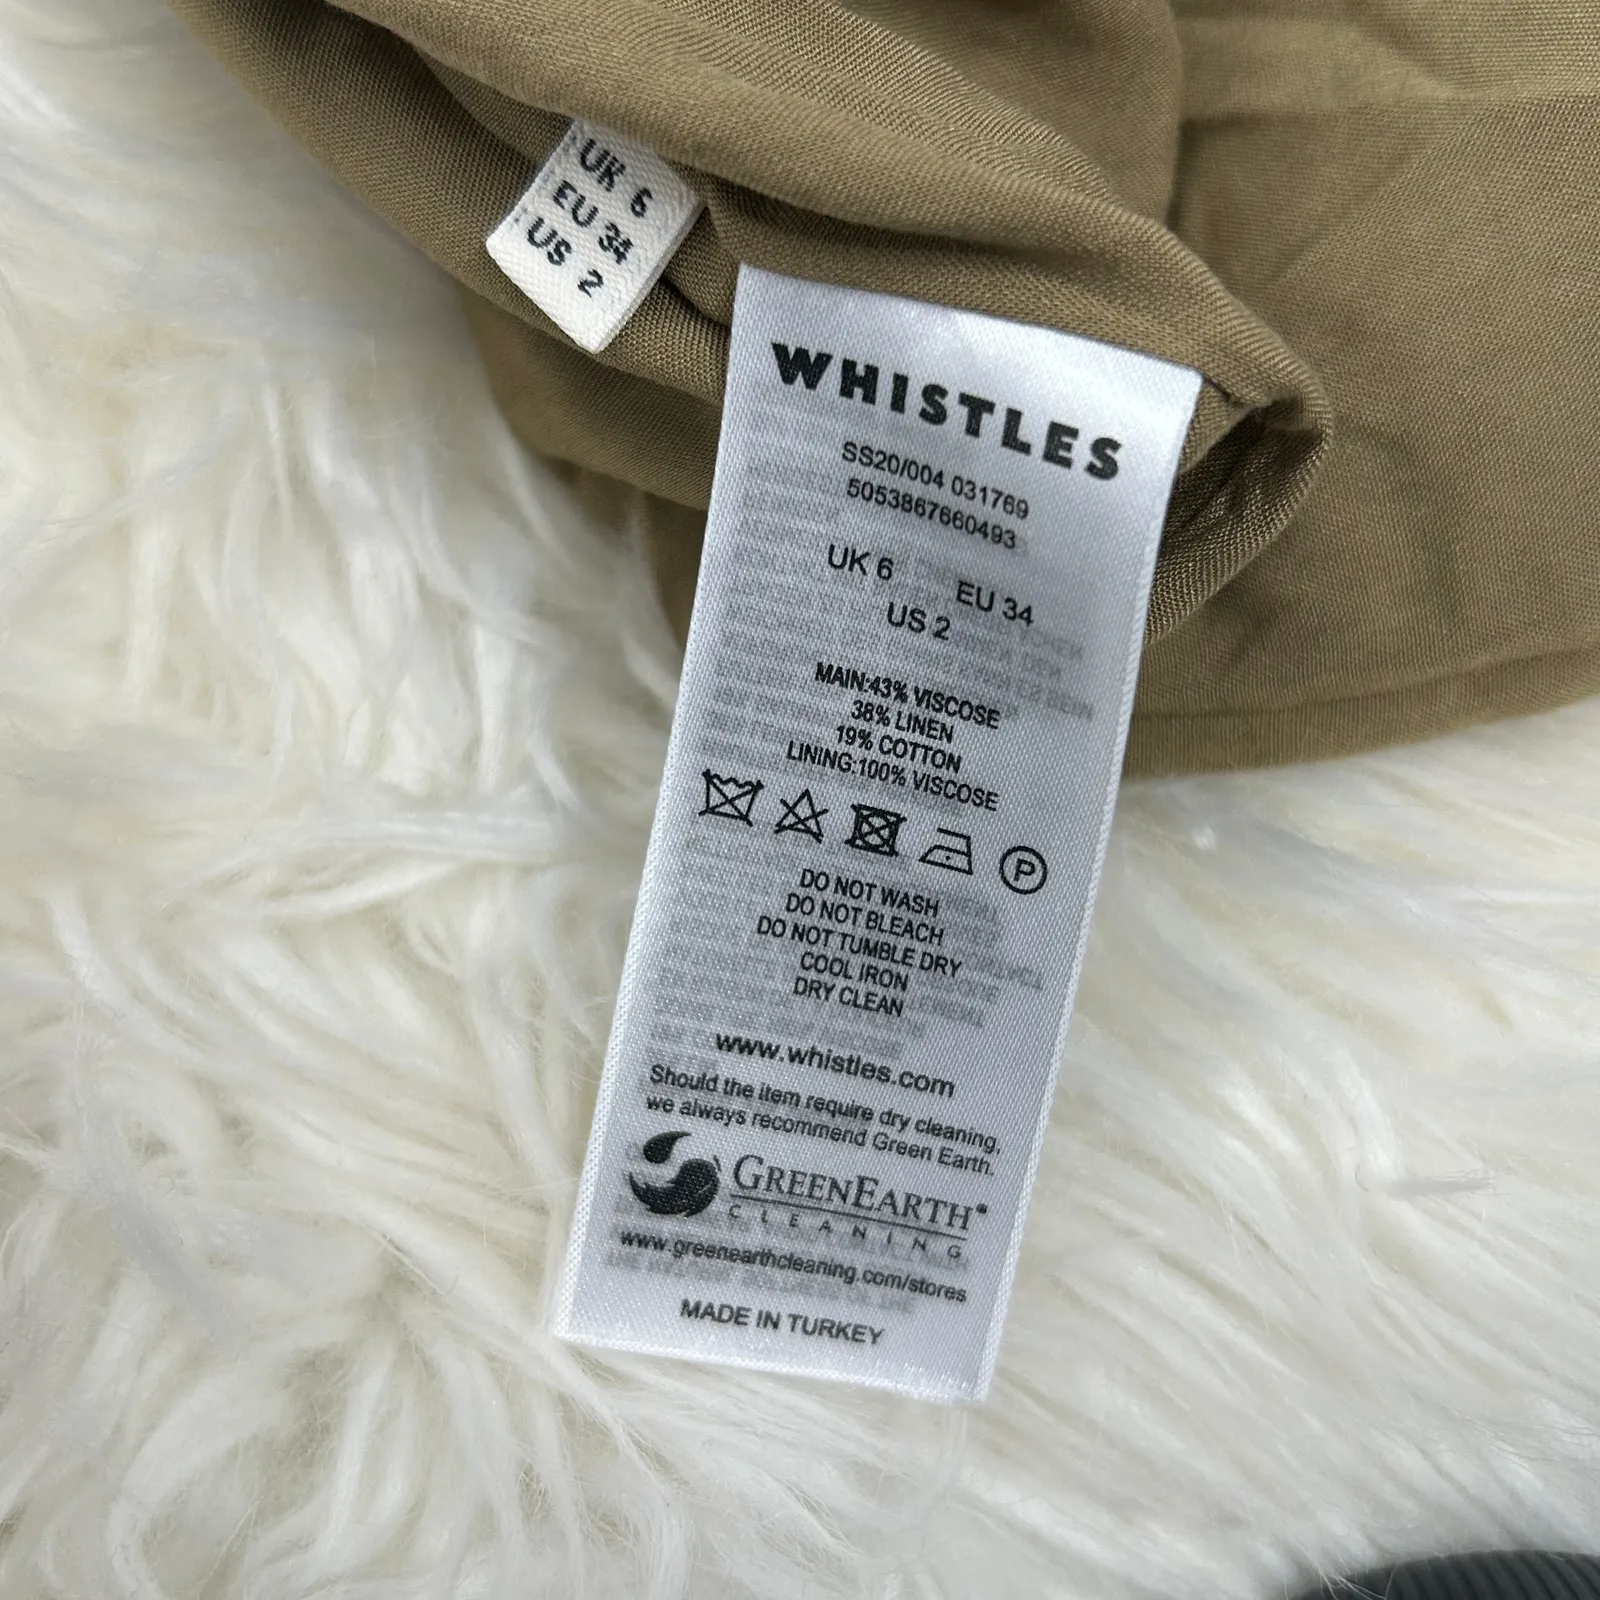 UK 6
EU 34
US 2
WHISTLES
SS20/004 031769
5053867660493
UK 6 EU 34
US 2
MAIN:43% VISCOSE
38% LINEN
19% COTTON
LINING:100% VISCOSE
P
DO NOT WASH
DO NOT BLEACH
DO NOT TUMBLE DRY
COOL IRON
DRY CLEAN
www.whistles.com
Should the item require dry cleaning,
we always recommend Green Earth.
GREENEARTH®
CLEANING
www.greenearthcleaning.com/stores
MADE IN TURKEY